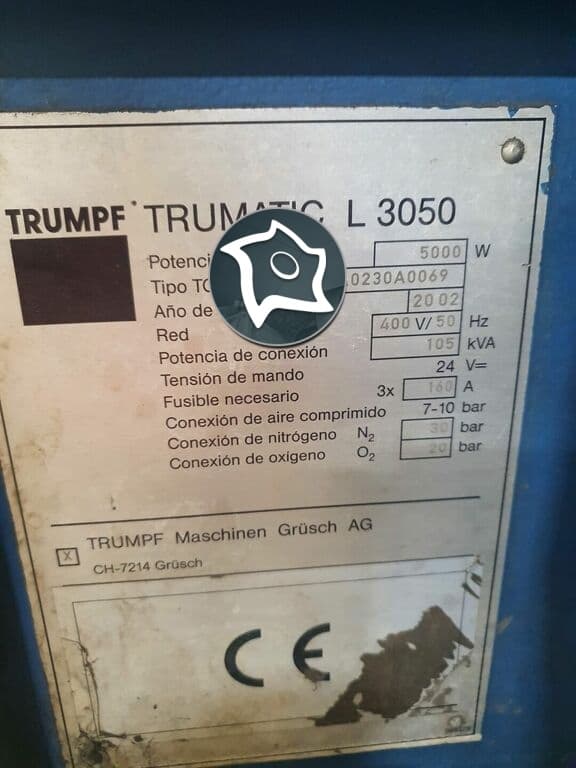 TRUMPF TRUMATIC L 3050
5000 W
Tipo 0230A0069
Año de 2002
Red 400 V/50 Hz
Potencia de conexión 105 kVA
Tensión de mando 24 V=
Fusible necesario 3x 160 A
Conexión de aire comprimido 7-10 bar
Conexión de nitrógeno N2 30 bar
Conexión de oxígeno O2 20 bar
X TRUMPF Maschinen Grüsch AG
CH-7214 Grüsch
CE